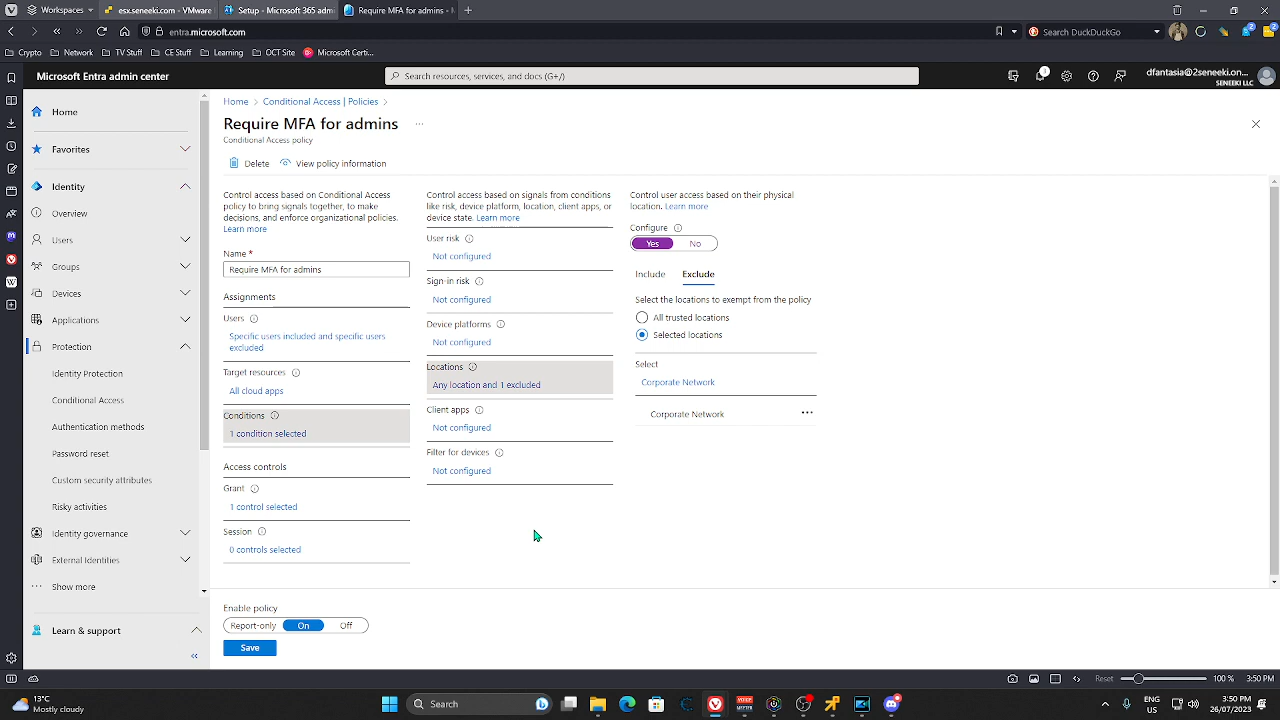 Workspaces
esx.seneeki.com - VMware
Setup - Microsoft 365 adm
Require MFA for admins -
entra.microsoft.com
Search DuckDuckGo
Crypto
Network
TV Stuff
CE Stuff
Learning
OCT Site
Microsoft Certi...
Microsoft Entra admin center
Search resources, services, and docs (G+/)
1
dfantasia@2seneeki.on...
SENEEKI LLC
Home
Favorites
Identity
Overview
Users
Groups
Devices
Applications
Protection
Identity Protection
Conditional Access
Authentication methods
Password reset
Custom security attributes
Risky activities
Identity governance
External Identities
Show more
Learn & support
Home > Conditional Access | Policies >
Require MFA for admins ...
Conditional Access policy
Delete
View policy information
Control access based on Conditional Access
policy to bring signals together, to make
decisions, and enforce organizational policies.
Learn more
Name *
Require MFA for admins
Assignments
Users
Specific users included and specific users
excluded
Target resources
All cloud apps
Conditions
1 condition selected
Access controls
Grant
1 control selected
Session
0 controls selected
Control access based on signals from conditions
like risk, device platform, location, client apps, or
device state. Learn more
User risk
Not configured
Sign-in risk
Not configured
Device platforms
Not configured
Locations
Any location and 1 excluded
Client apps
Not configured
Filter for devices
Not configured
Control user access based on their physical
location. Learn more
Configure
Yes
No
Include
Exclude
Select the locations to exempt from the policy
All trusted locations
Selected locations
Select
Corporate Network
Corporate Network
Enable policy
Report-only
On
Off
Save
Reset
100 %
3:50 PM
13°C
Mostly cloudy
Search
ENG
US
3:50 PM
26/07/2023